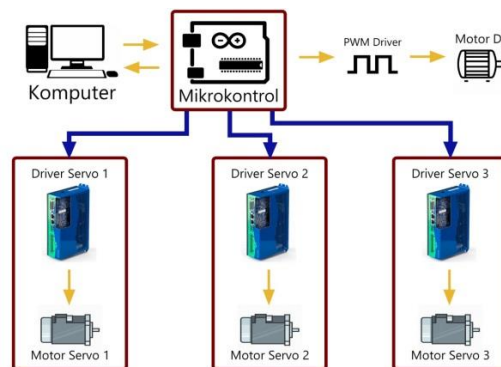 PWM Driver
Motor D
Komputer
Mikrokontrol
Driver Servo 1
Driver Servo 2
Driver Servo 3
Motor Servo 1
Motor Servo 2
Motor Servo 3